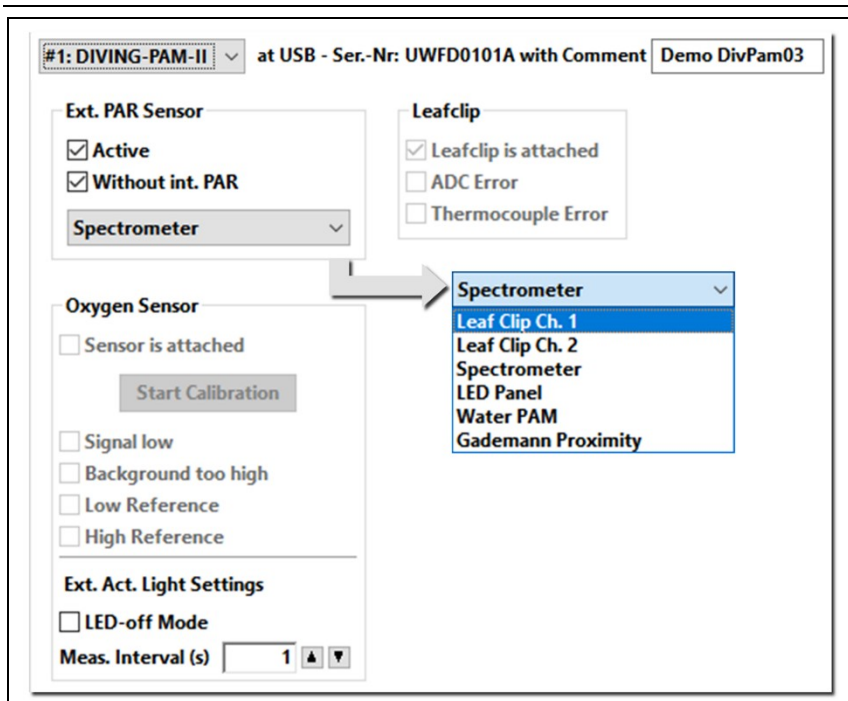 #1: DIVING-PAM-II at USB - Ser.-Nr: UWFD0101A with Comment Demo DivPam03
Ext. PAR Sensor
Active
Without int. PAR
Spectrometer
Leafclip
Leafclip is attached
ADC Error
Thermocouple Error
Spectrometer
Leaf Clip Ch. 1
Leaf Clip Ch. 2
Spectrometer
LED Panel
Water PAM
Gademann Proximity
Oxygen Sensor
Sensor is attached
Start Calibration
Signal low
Background too high
Low Reference
High Reference
Ext. Act. Light Settings
LED-off Mode
Meas. Interval (s) 1